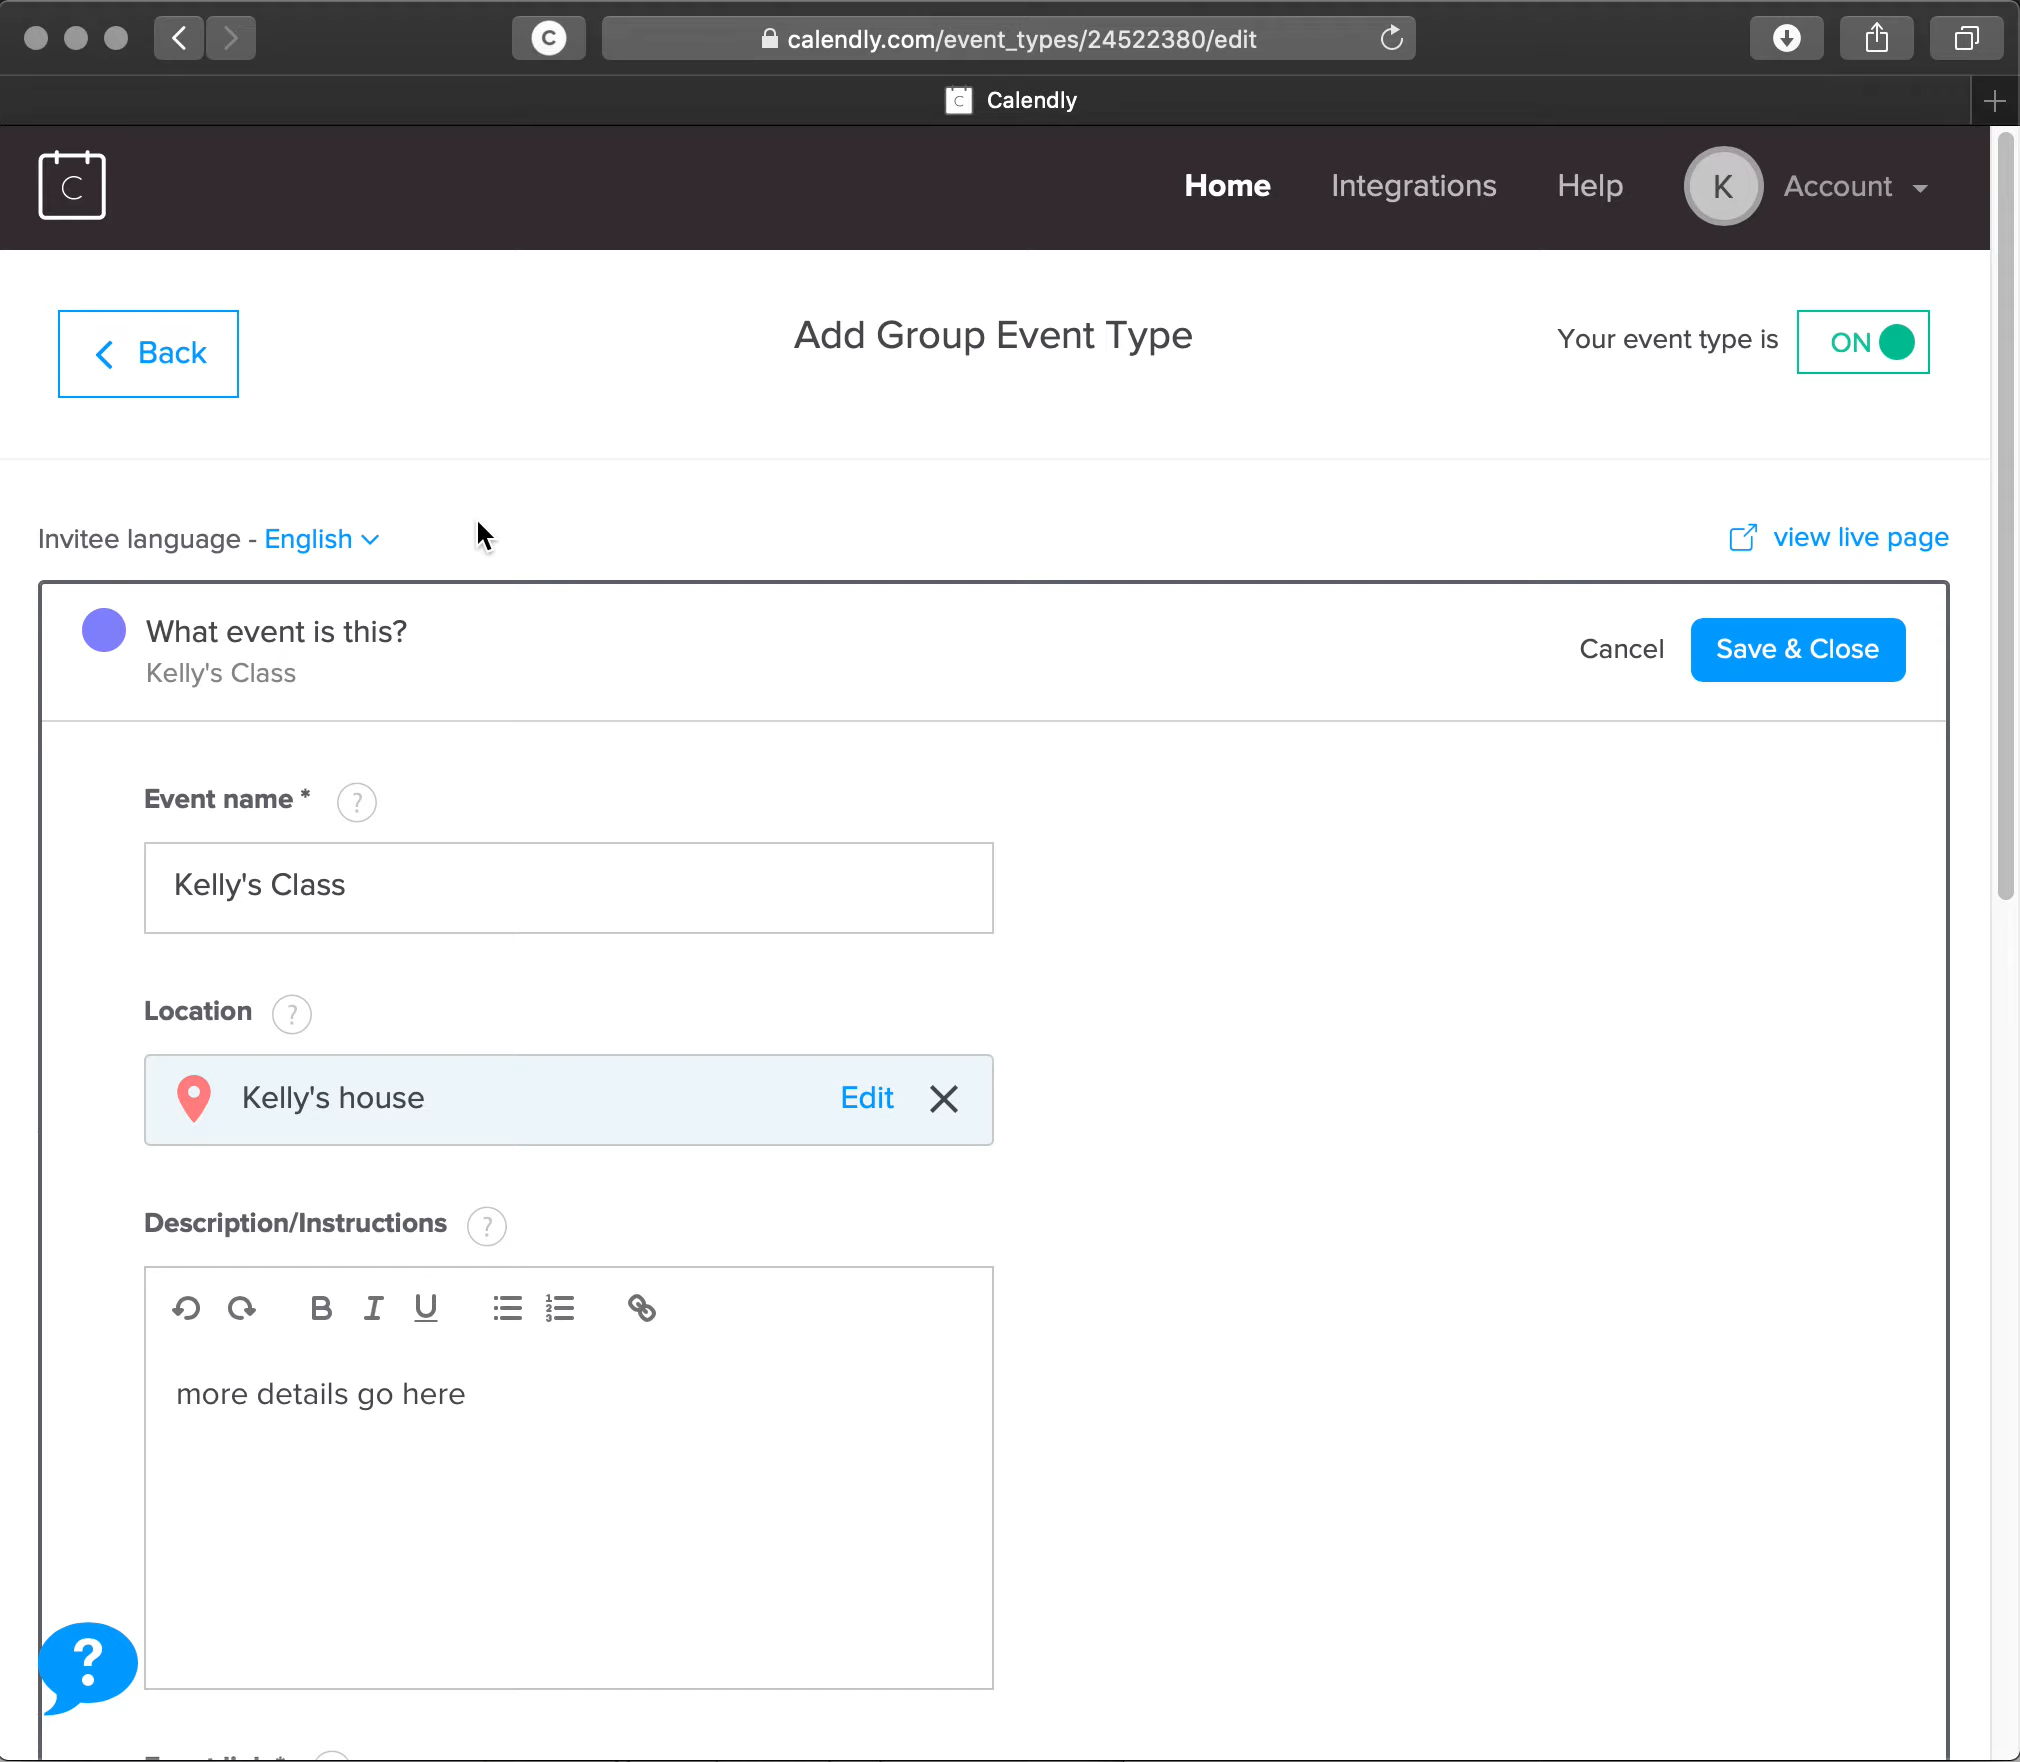 C
calendly.com/event_types/24522380/edit
C Calendly
C
Home Integrations Help K Account
Back
Add Group Event Type
Your event type is ON
Invitee language - English
view live page
What event is this?
Kelly's Class
Cancel Save & Close
Event name * ?
Kelly's Class
Location ?
Kelly's house Edit
Description/Instructions ?
B I U
more details go here
?